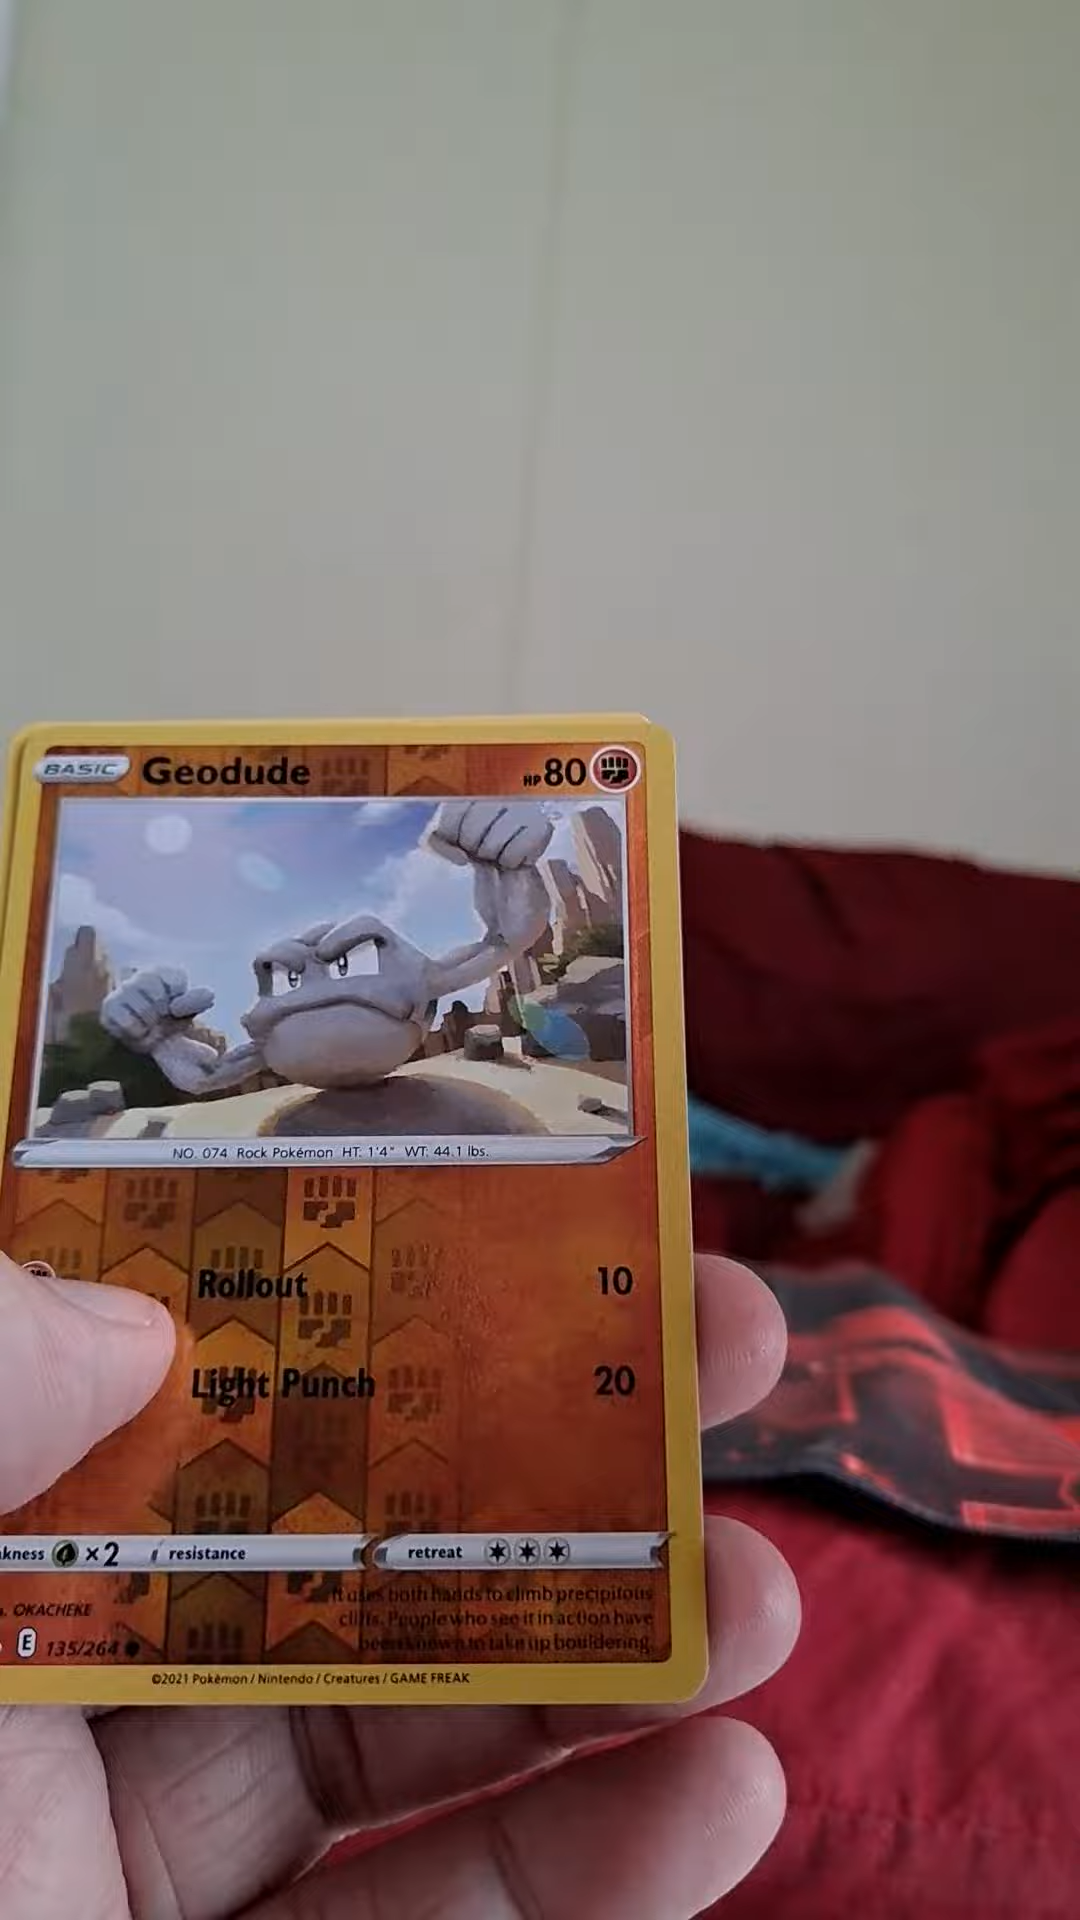 BASIC Geodude HP 80
NO. 074 Rock Pokémon HT: 1'4" WT: 44.1 lbs.
Rollout 10
Light Punch 20
kness ×2 resistance retreat
It uses both hands to climb precipitous
cliffs. People who see it in action have
been known to take up bouldering.
OKACHEKE
E 135/264
©2021 Pokémon / Nintendo / Creatures / GAME FREAK